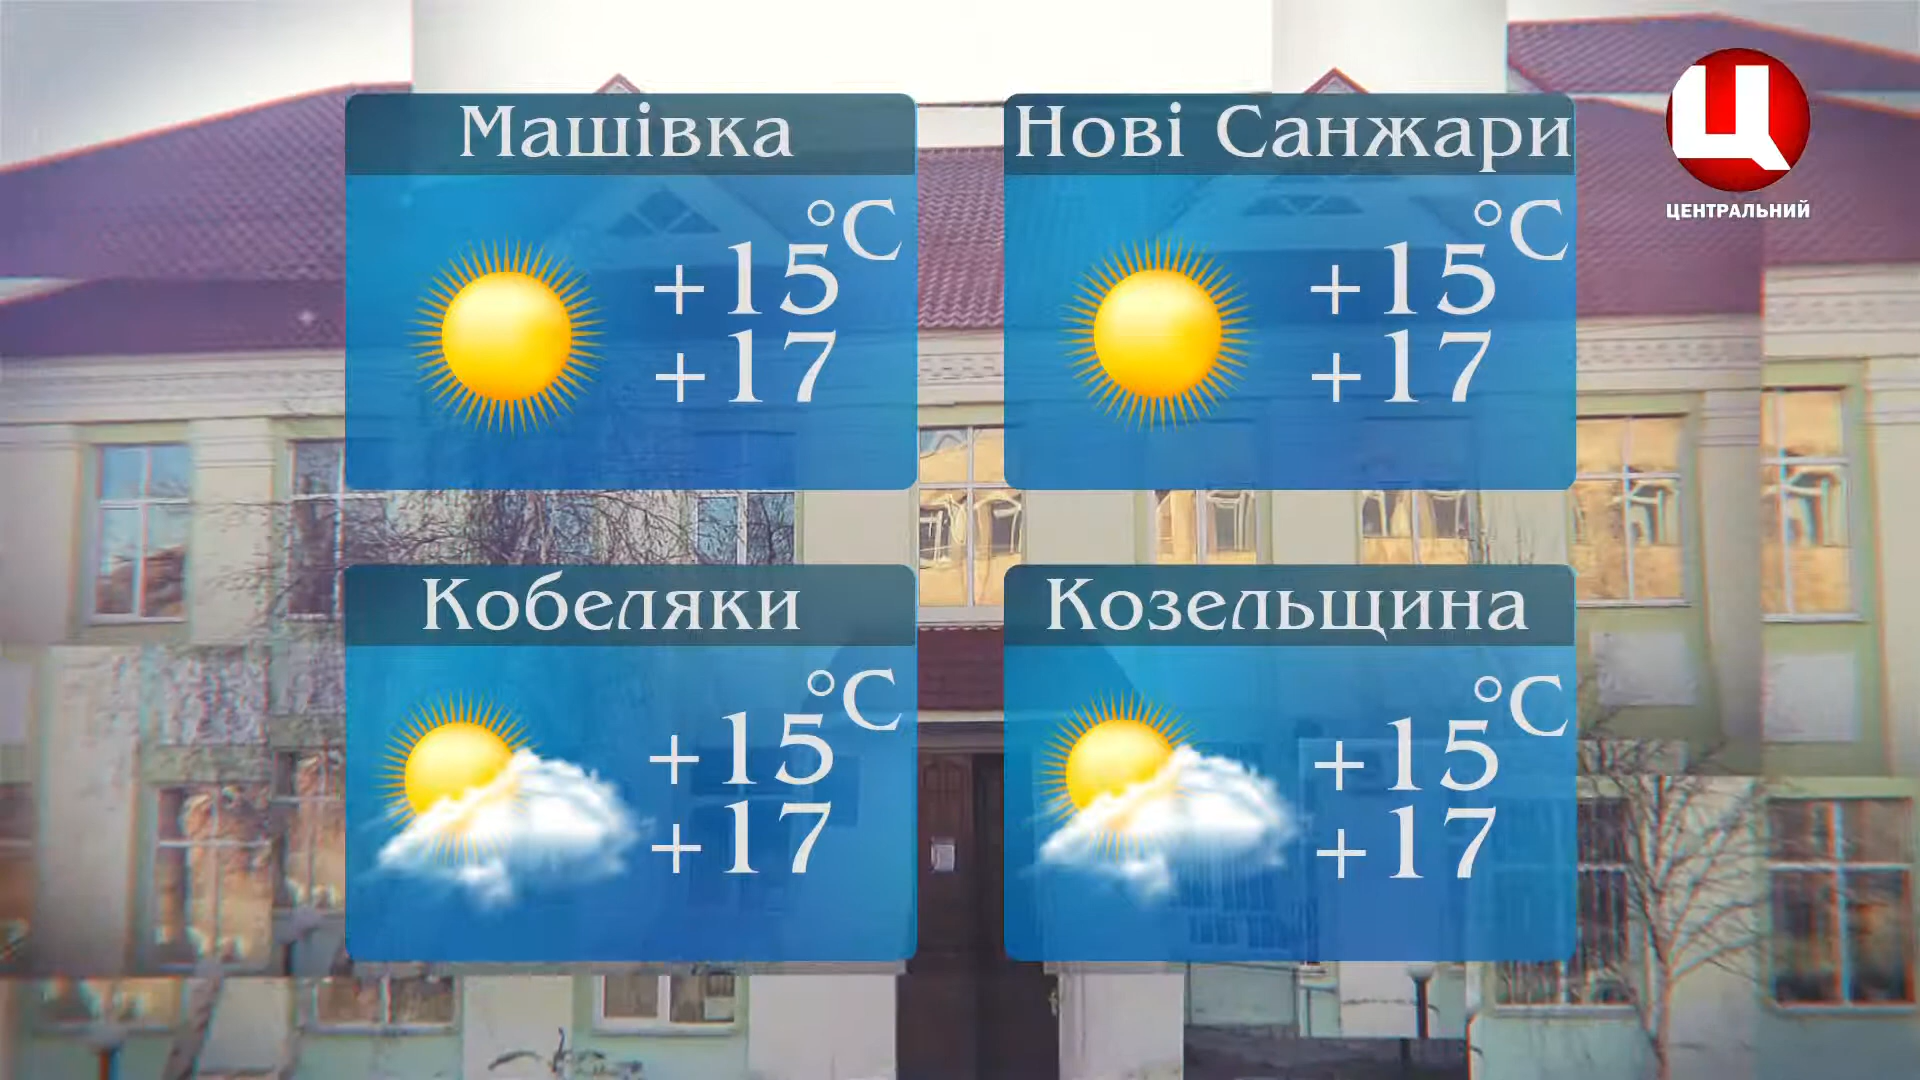 Машівка
°C
+15
+17
Нові Санжари
°C
+15
+17
Ц
ЦЕНТРАЛЬНИЙ
Кобеляки
°C
+15
+17
Козельщина
°C
+15
+17